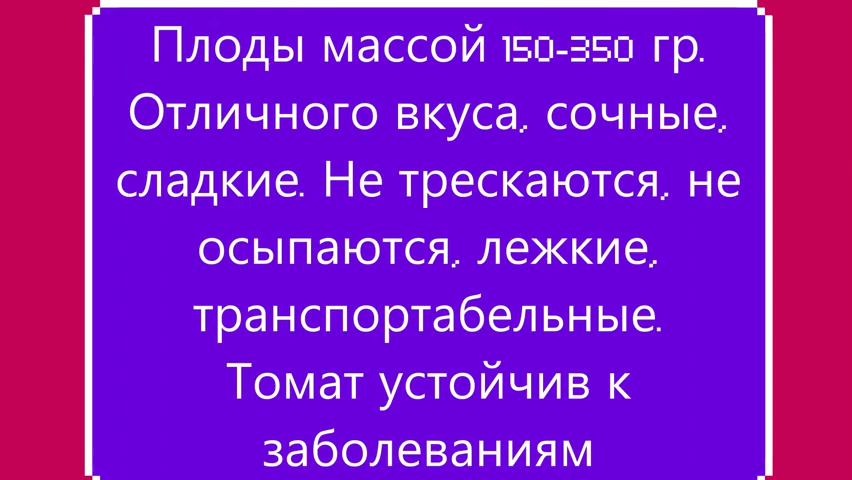 Плоды массой 150-350 гр.
Отличного вкуса, сочные,
сладкие. Не трескаются, не
осыпаются, лежкие,
транспортабельные.
Томат устойчив к
заболеваниям